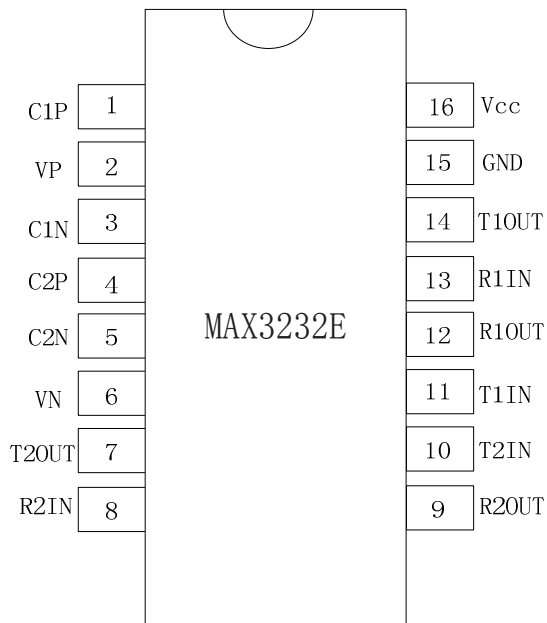 C1P 1 16 Vcc
VP 2 15 GND
C1N 3 14 T1OUT
C2P 4 13 R1IN
MAX3232E
C2N 5 12 R1OUT
VN 6 11 T1IN
T2OUT 7 10 T2IN
R2IN 8 9 R2OUT